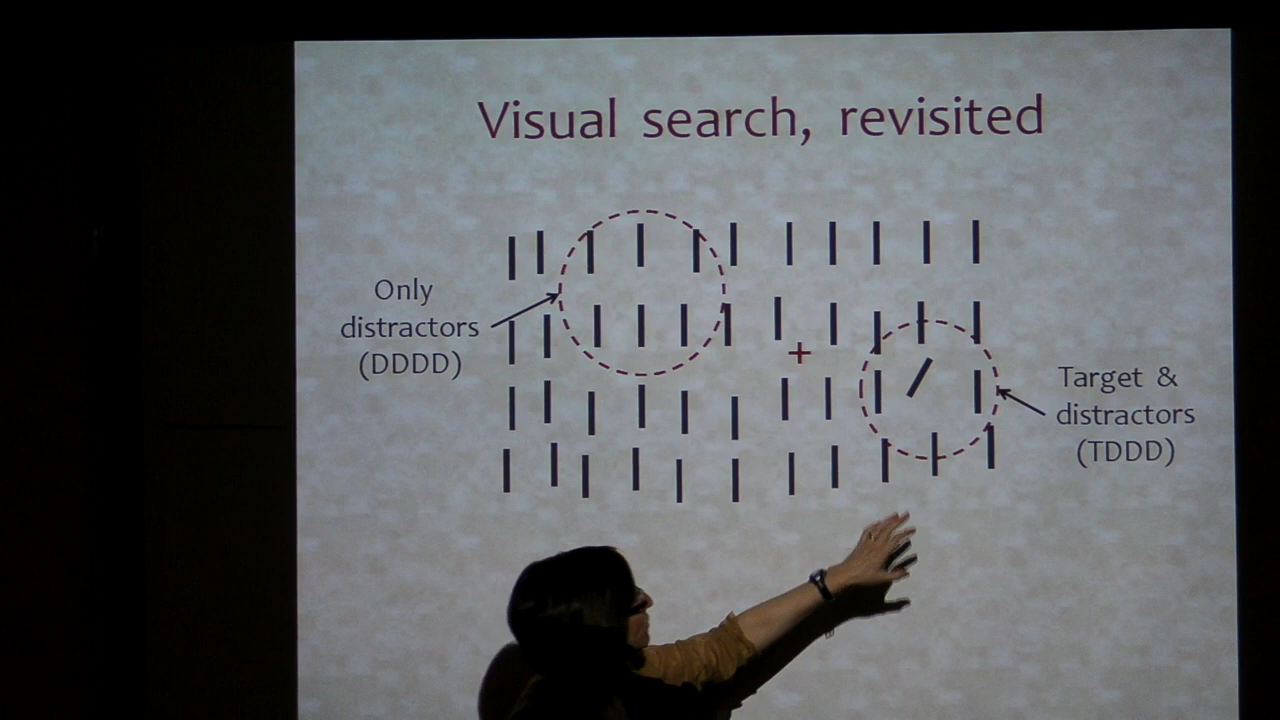 Visual search, revisited
Only
distractors
(DDDD)
Target &
distractors
(TDDD)